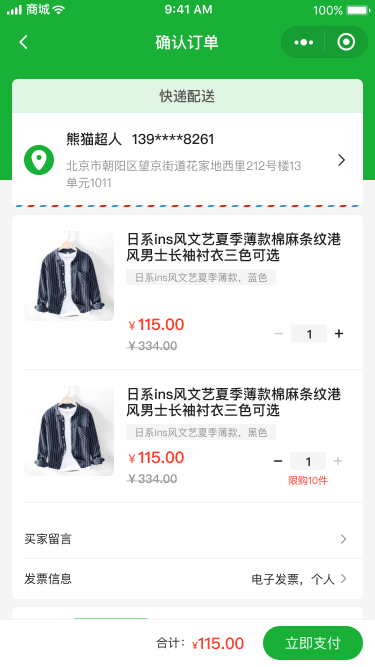 商城 9:41 AM 100%
确认订单
快递配送
熊猫超人 139****8261
北京市朝阳区望京街道花家地西里212号楼13
单元1011
日系ins风文艺夏季薄款棉麻条纹港
风男士长袖衬衣三色可选
日系ins风文艺夏季薄款，蓝色
￥115.00
￥334.00
− 1 +
日系ins风文艺夏季薄款棉麻条纹港
风男士长袖衬衣三色可选
日系ins风文艺夏季薄款，黑色
￥115.00
− 1 +
￥334.00
限购10件
买家留言
发票信息 电子发票，个人
合计：￥115.00 立即支付